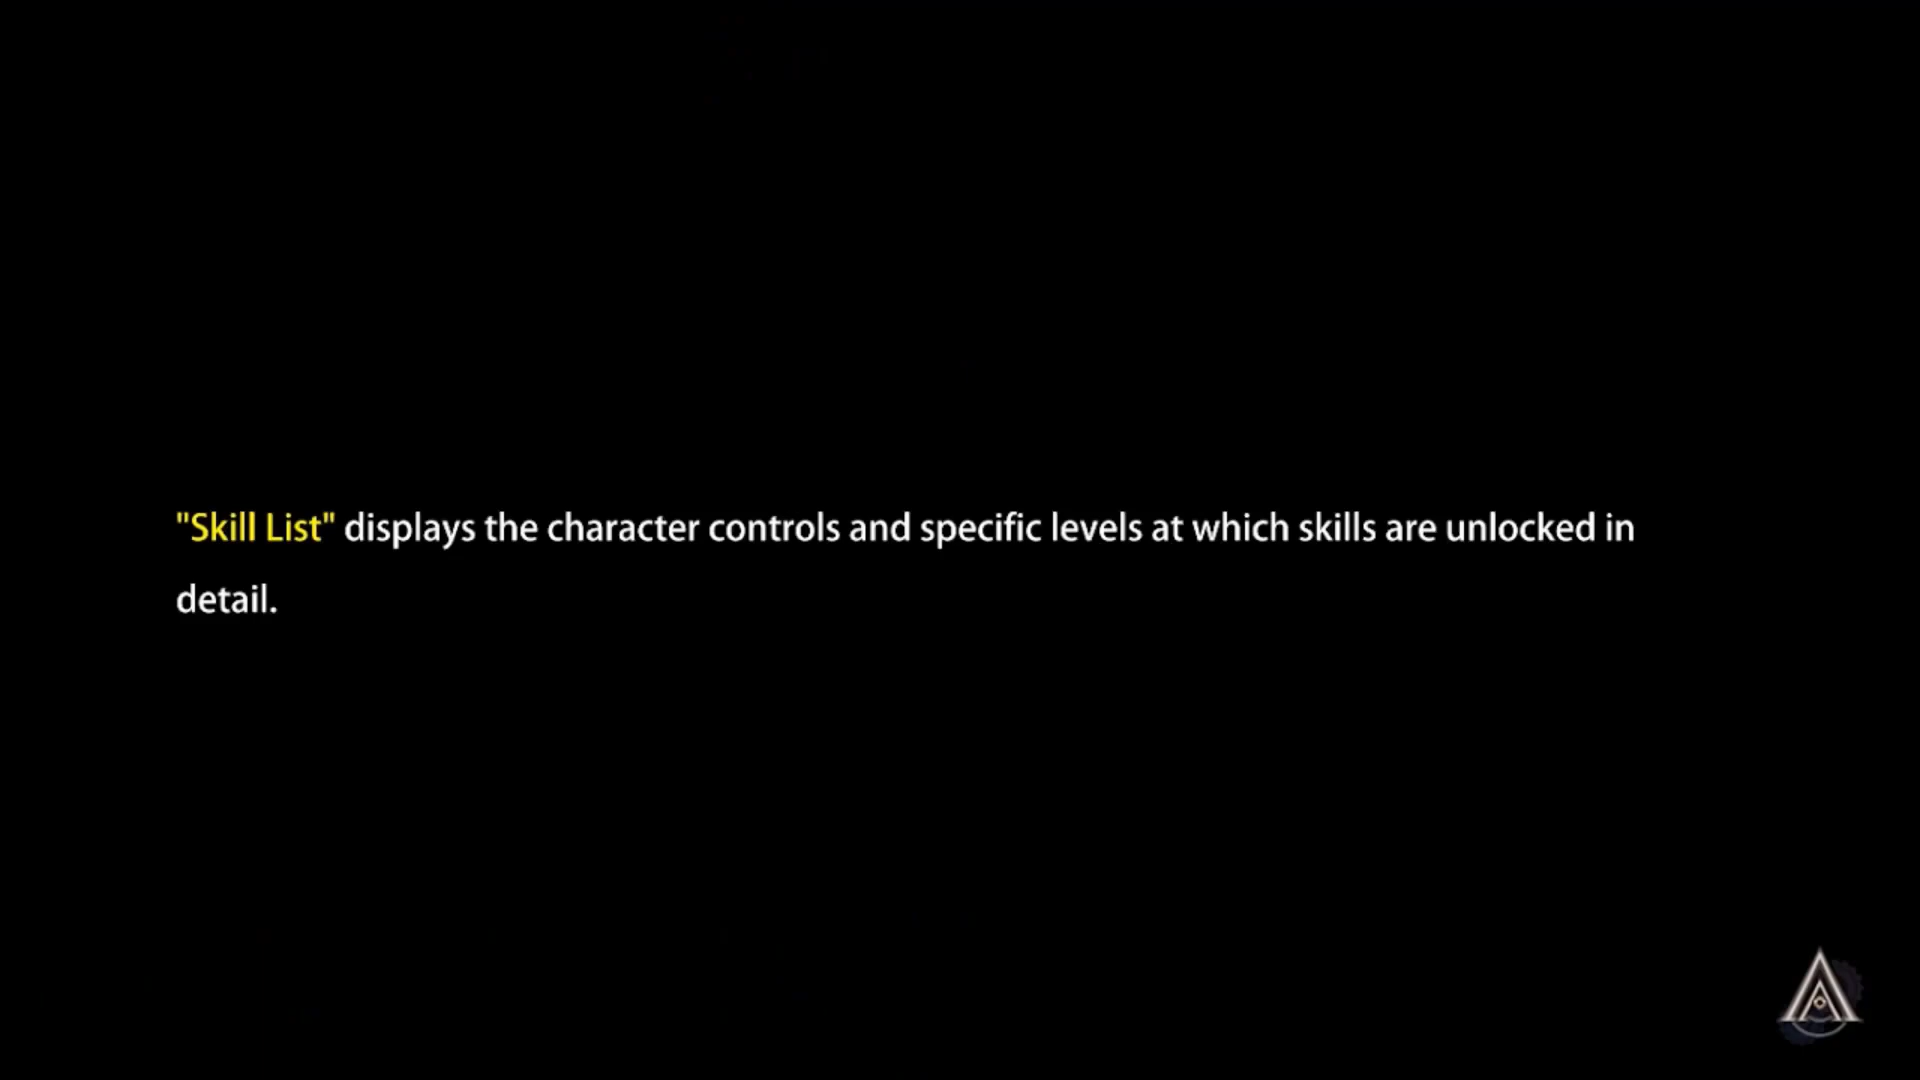 "Skill List" displays the character controls and specific levels at which skills are unlocked in
detail.